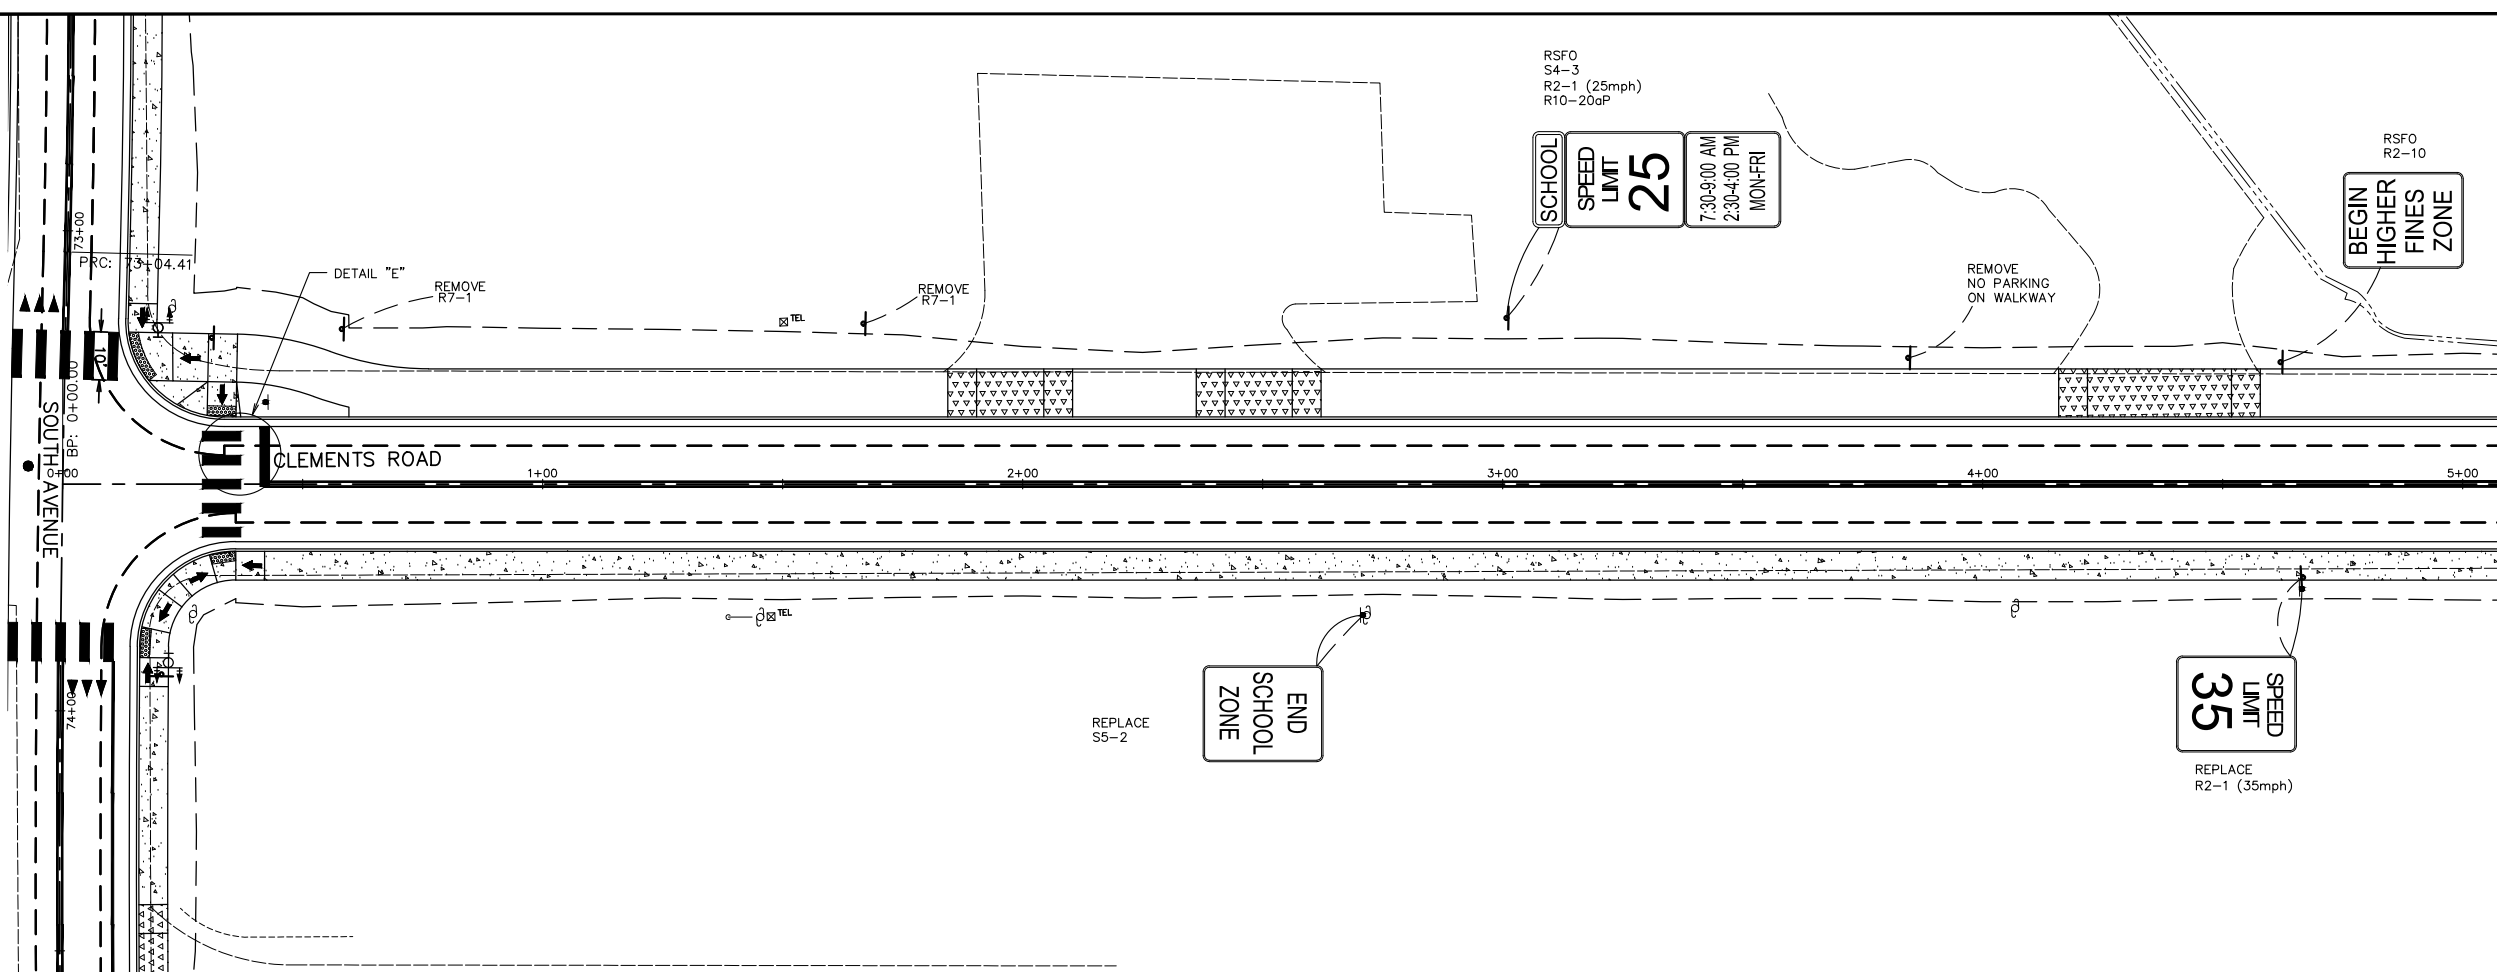 RSFO
S4-3
R2-1 (25mph)
R10-20aP
SCHOOL
SPEED
LIMIT
25
7:30-9:00 AM
2:30-4:00 PM
MON-FRI
RSFO
R2-10
BEGIN
HIGHER
FINES
ZONE
73+00
PRC: 73+04.41
DETAIL "E"
REMOVE
R7-1
REMOVE
R7-1
REMOVE
NO PARKING
ON WALKWAY
TEL
10'
BP: 0+00.00
SOUTH AVENUE
CLEMENTS ROAD
0+00
1+00
2+00
3+00
4+00
5+00
TEL
74+00
REPLACE
S5-2
END
SCHOOL
ZONE
SPEED
LIMIT
35
REPLACE
R2-1 (35mph)